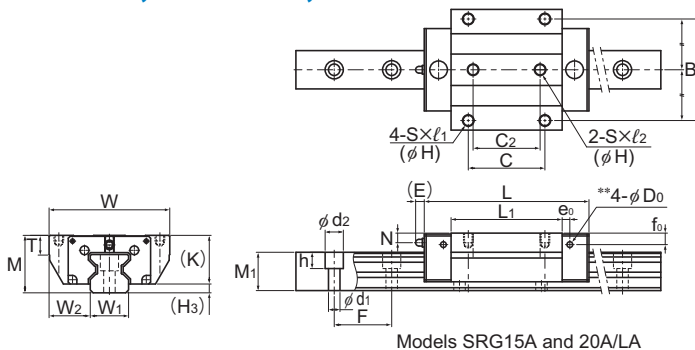 B
4-S×ℓ1
(φH)
C2
C
2-S×ℓ2
(φH)
W
(E)
L
L1
e0
**4-φD0
f0
φd2
N
T
M
(K)
M1
h
(H3)
W2
W1
φd1
F
Models SRG15A and 20A/LA